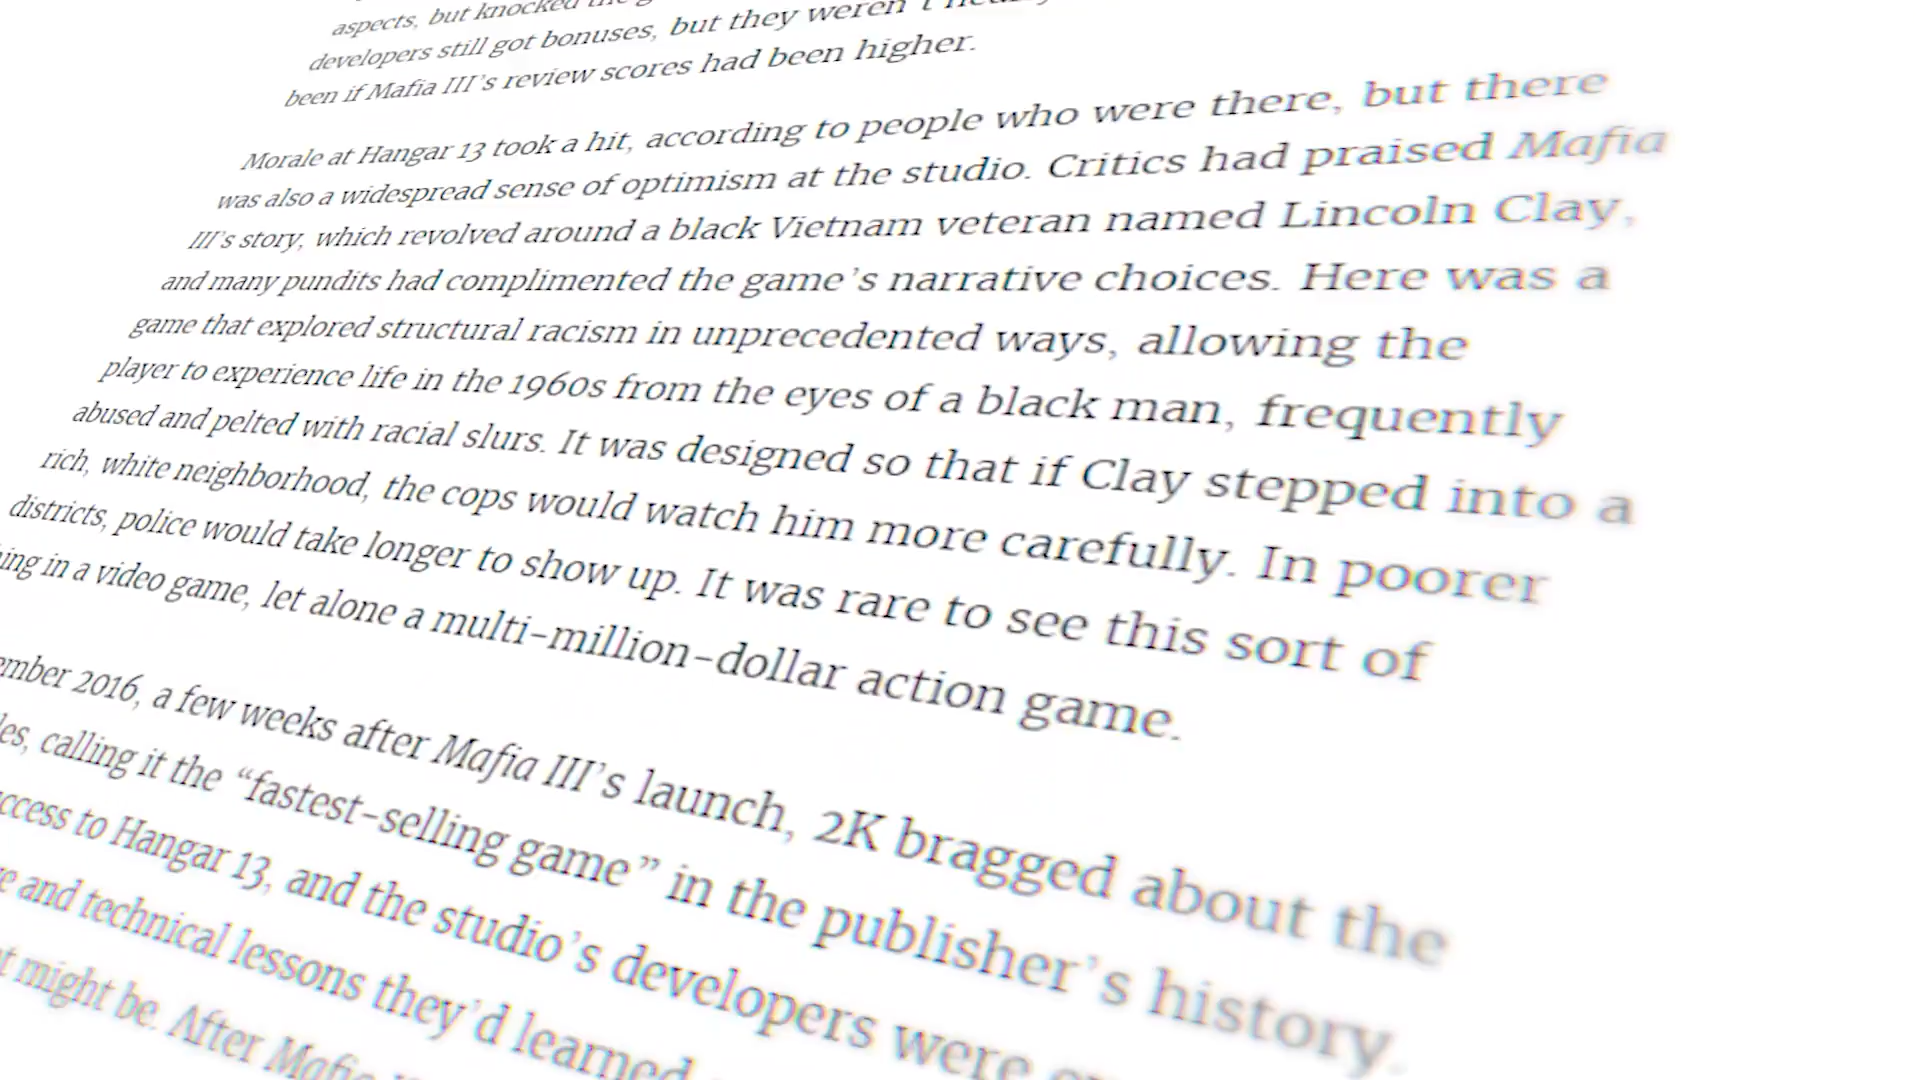 aspects, but knocked the
developers still got bonuses, but they weren't
been if Mafia III's review scores had been higher.
Morale at Hangar 13 took a hit, according to people who were there, but there
was also a widespread sense of optimism at the studio. Critics had praised Mafia
III's story, which revolved around a black Vietnam veteran named Lincoln Clay,
and many pundits had complimented the game's narrative choices. Here was a
game that explored structural racism in unprecedented ways, allowing the
player to experience life in the 1960s from the eyes of a black man, frequently
abused and pelted with racial slurs. It was designed so that if Clay stepped into a
rich, white neighborhood, the cops would watch him more carefully. In poorer
districts, police would take longer to show up. It was rare to see this sort of
in a video game, let alone a multi-million-dollar action game.
2016, a few weeks after Mafia III's launch, 2K bragged about the
calling it the “fastest-selling game” in the publisher's history.
to Hangar 13, and the studio's developers were
and technical lessons they'd learned
might be. After Mafia